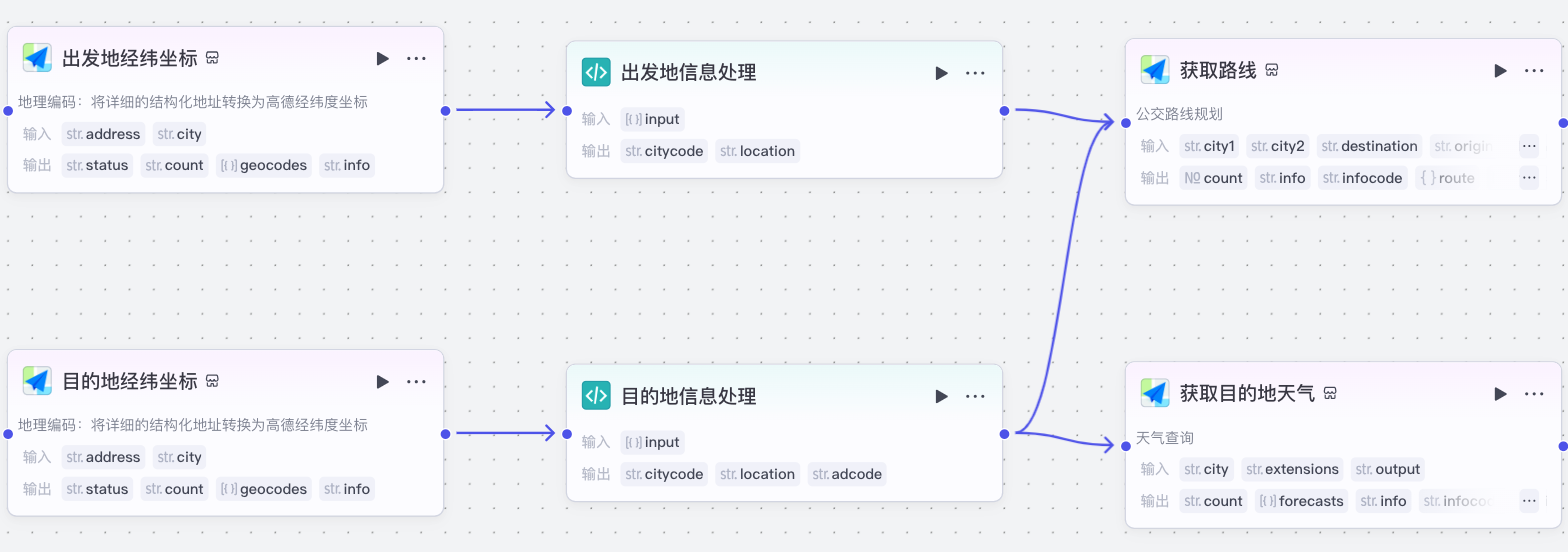 出发地经纬坐标
地理编码：将详细的结构化地址转换为高德经纬度坐标
输入 str. address str. city
输出 str. status str. count [{}] geocodes str. info
出发地信息处理
输入 [{}] input
输出 str. citycode str. location
获取路线
公交路线规划
输入 str. city1 str. city2 str. destination str. origin ...
输出 № count str. info str. infocode { } route ...
目的地经纬坐标
地理编码：将详细的结构化地址转换为高德经纬度坐标
输入 str. address str. city
输出 str. status str. count [{}] geocodes str. info
目的地信息处理
输入 [{}] input
输出 str. citycode str. location str. adcode
获取目的地天气
天气查询
输入 str. city str. extensions str. output
输出 str. count [{}] forecasts str. info str. infoco ...